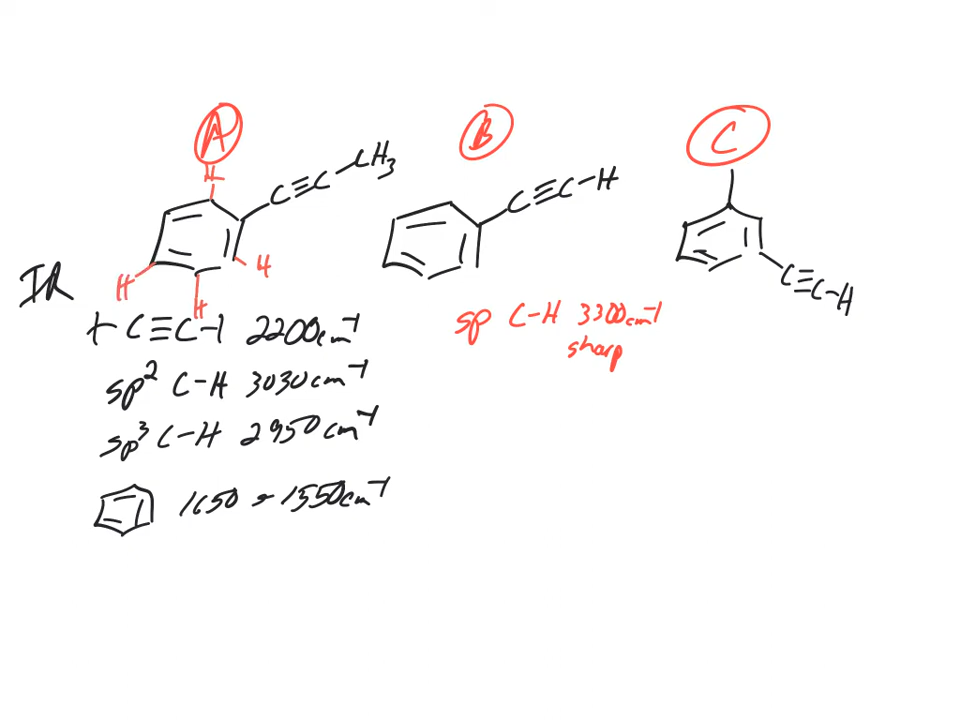 A
B
C
H
C≡C-CH3
C≡C-H
H
H
H
C≡C-H
IR
+ C≡C-| 2200cm⁻¹
sp² C-H 3030cm⁻¹
sp³ C-H 2950cm⁻¹
1650 - 1550cm⁻¹
sp C-H 3300cm⁻¹
sharp